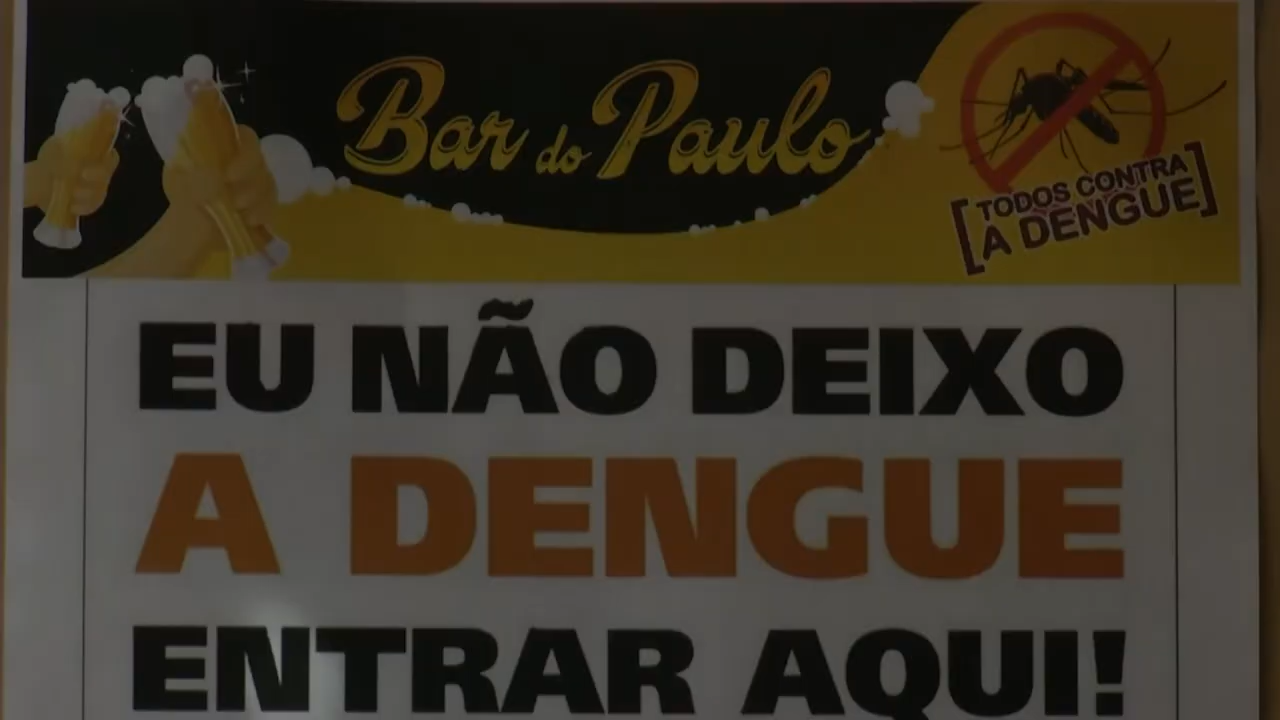 Bar do Paulo
[TODOS CONTRA
A DENGUE]
EU NÃO DEIXO
A DENGUE
ENTRAR AQUI!